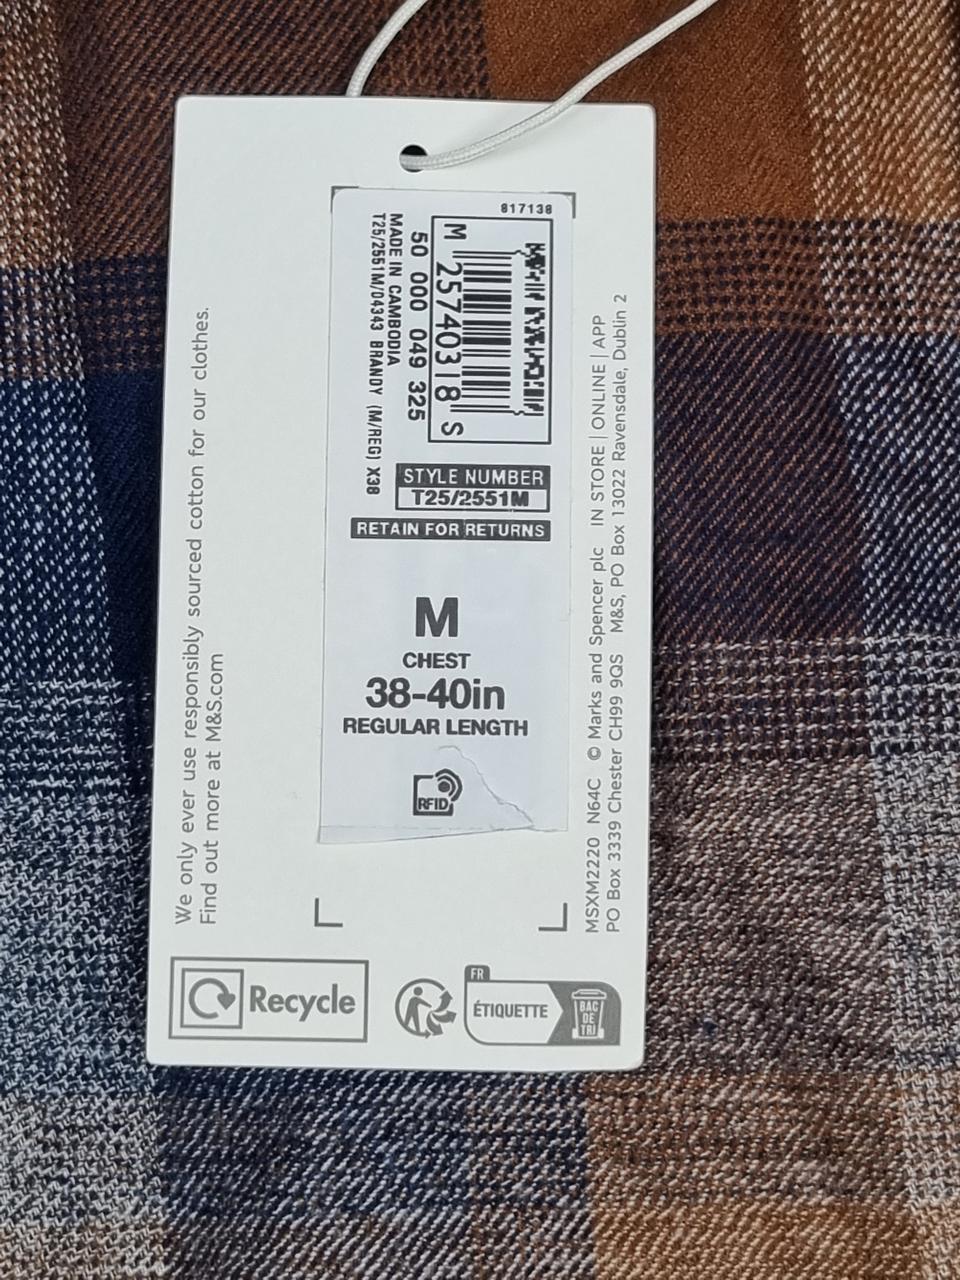 817138
M 25740318 S
50 000 049 325
MADE IN CAMBODIA
T25/2551M/04343 BRANDY (M/REG) X38
STYLE NUMBER
T25/2551M
RETAIN FOR RETURNS
M
CHEST
38-40in
REGULAR LENGTH
RFID
We only ever use responsibly sourced cotton for our clothes.
Find out more at M&S.com
MSXM2220 N64C © Marks and Spencer plc IN STORE | ONLINE | APP
PO Box 3339 Chester CH99 9QS M&S, PO Box 13022 Ravensdale, Dublin 2
Recycle
FR
ÉTIQUETTE
BAC
DE
TRI